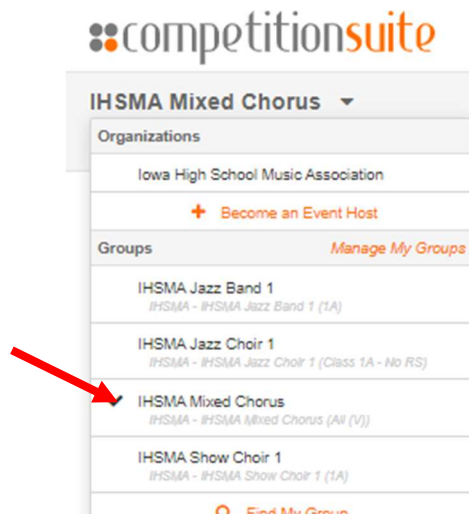 competitionsuite
IHSMA Mixed Chorus
Organizations
Iowa High School Music Association
+ Become an Event Host
Groups Manage My Groups
IHSMA Jazz Band 1
IHSMA - IHSMA Jazz Band 1 (1A)
IHSMA Jazz Choir 1
IHSMA - IHSMA Jazz Choir 1 (Class 1A - No RS)
IHSMA Mixed Chorus
IHSMA - IHSMA Mixed Chorus (All (V))
IHSMA Show Choir 1
IHSMA - IHSMA Show Choir 1 (1A)
Find My Group